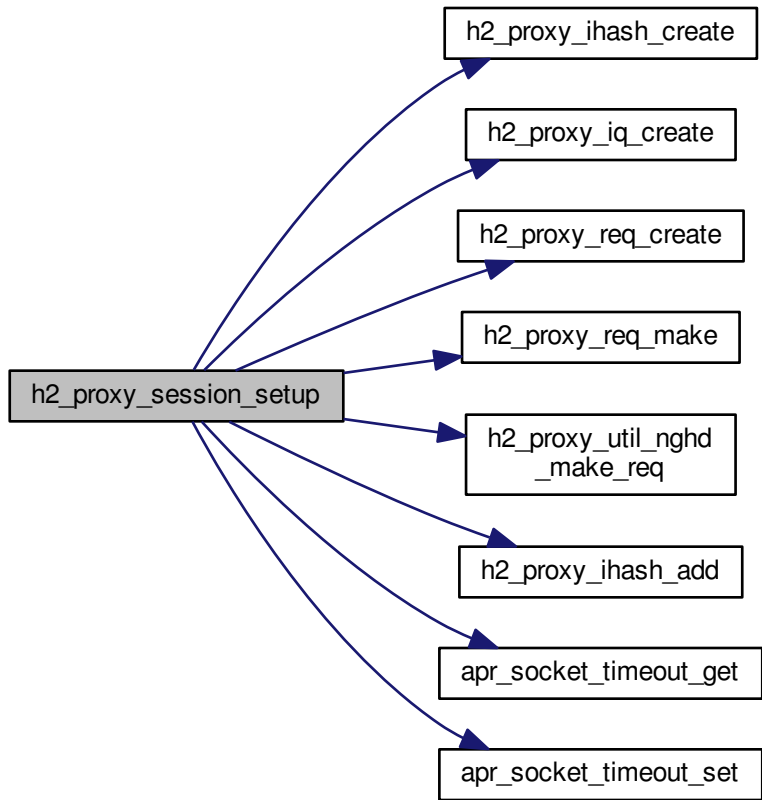 h2_proxy_ihash_create
h2_proxy_iq_create
h2_proxy_req_create
h2_proxy_req_make
h2_proxy_session_setup
h2_proxy_util_nghd
_make_req
h2_proxy_ihash_add
apr_socket_timeout_get
apr_socket_timeout_set